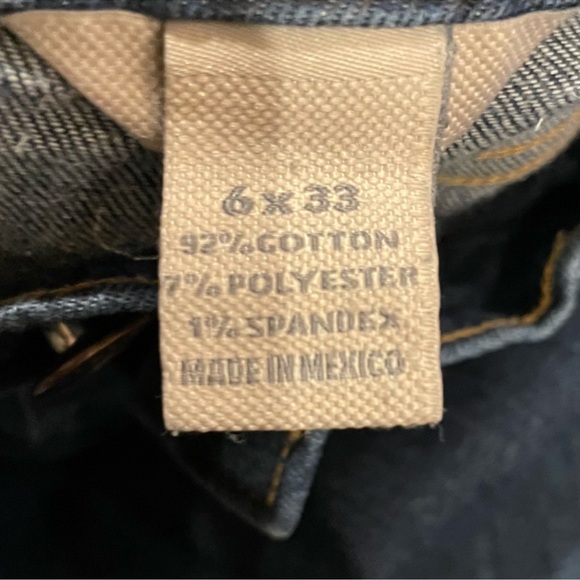 6 x 33
92% COTTON
7% POLYESTER
1% SPANDEX
MADE IN MEXICO